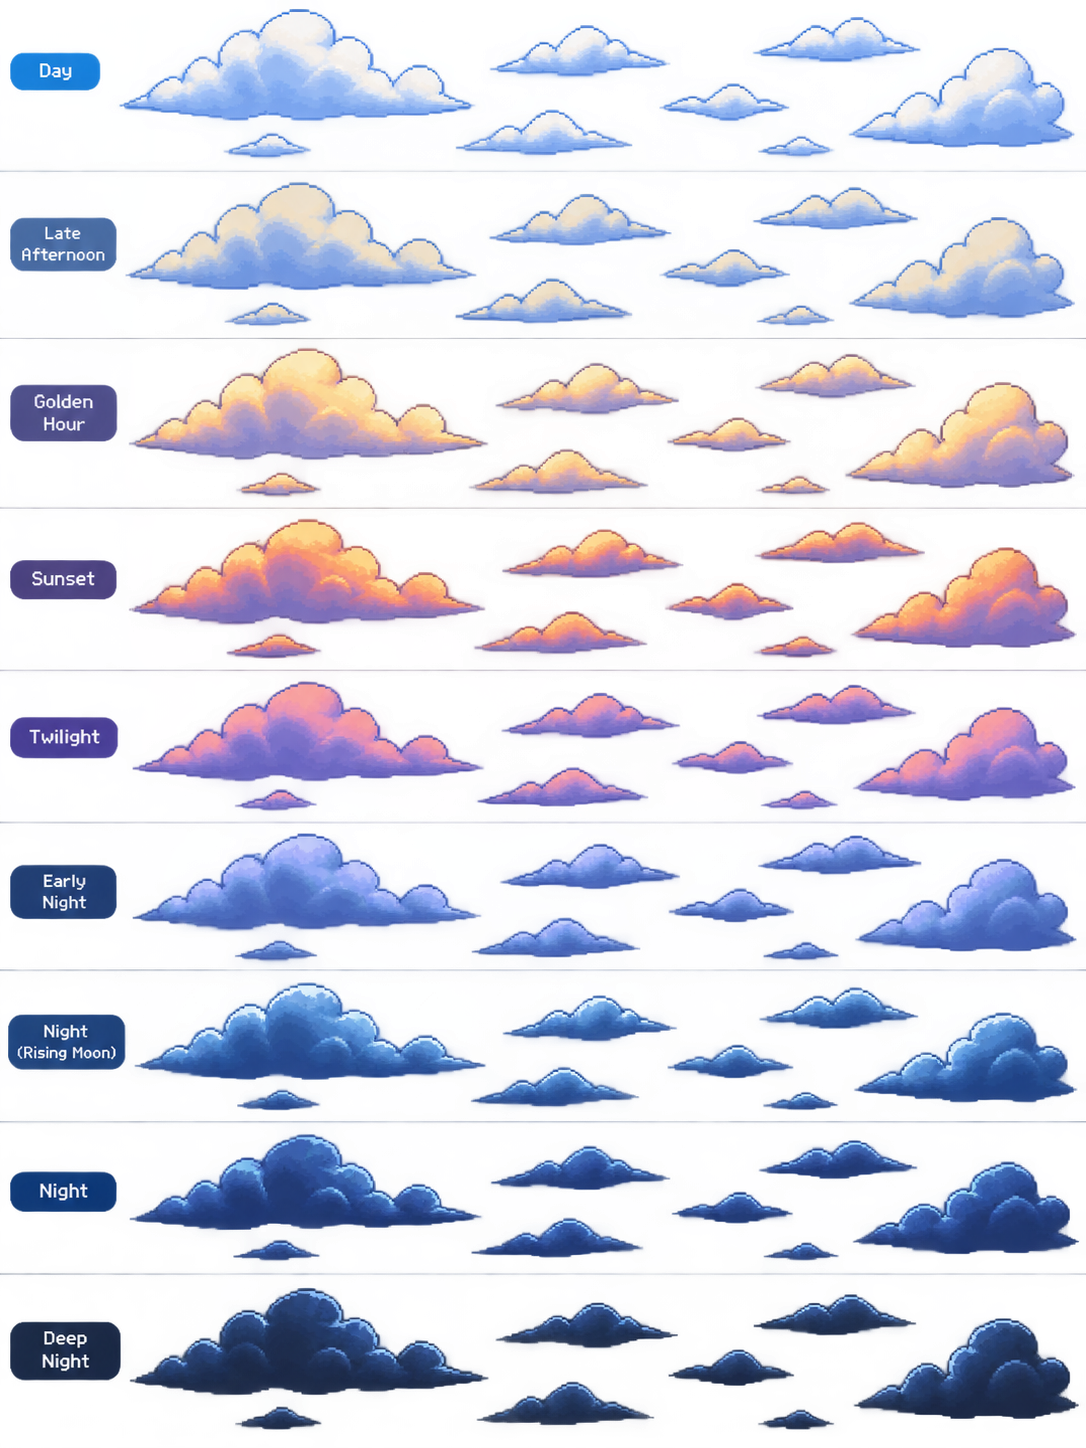 Day
Late
Afternoon
Golden
Hour
Sunset
Twilight
Early
Night
Night
(Rising Moon)
Night
Deep
Night